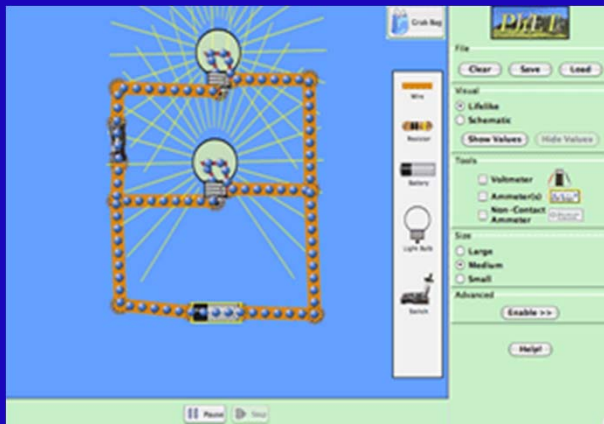 Grab Bag
PhET
File
Clear Save Load
Visual
Lifelike
Schematic
Show Values Hide Values
Tools
Voltmeter
Ammeter(s)
Non-Contact
Ammeter
Size
Large
Medium
Small
Advanced
Enable >>
Help!
Wire
Resistor
Battery
Light Bulb
Switch
Pause Step